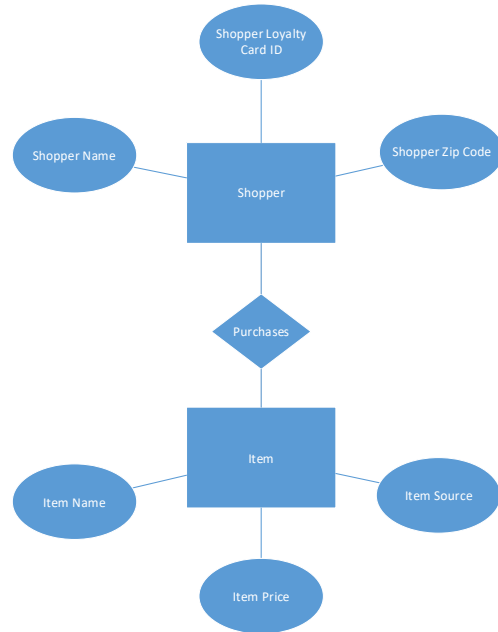 Shopper Loyalty
Card ID
Shopper Name
Shopper Zip Code
Shopper
Purchases
Item
Item Name
Item Source
Item Price